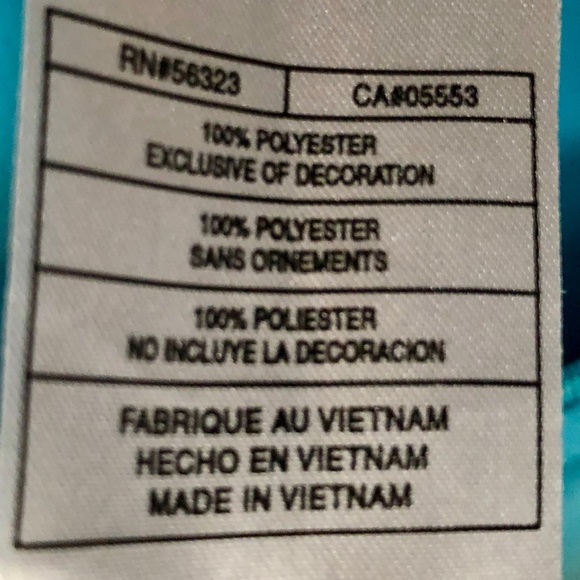 RN#56323
CA#05553
100% POLYESTER
EXCLUSIVE OF DECORATION
100% POLYESTER
SANS ORNEMENTS
100% POLIESTER
NO INCLUYE LA DECORACION
FABRIQUE AU VIETNAM
HECHO EN VIETNAM
MADE IN VIETNAM